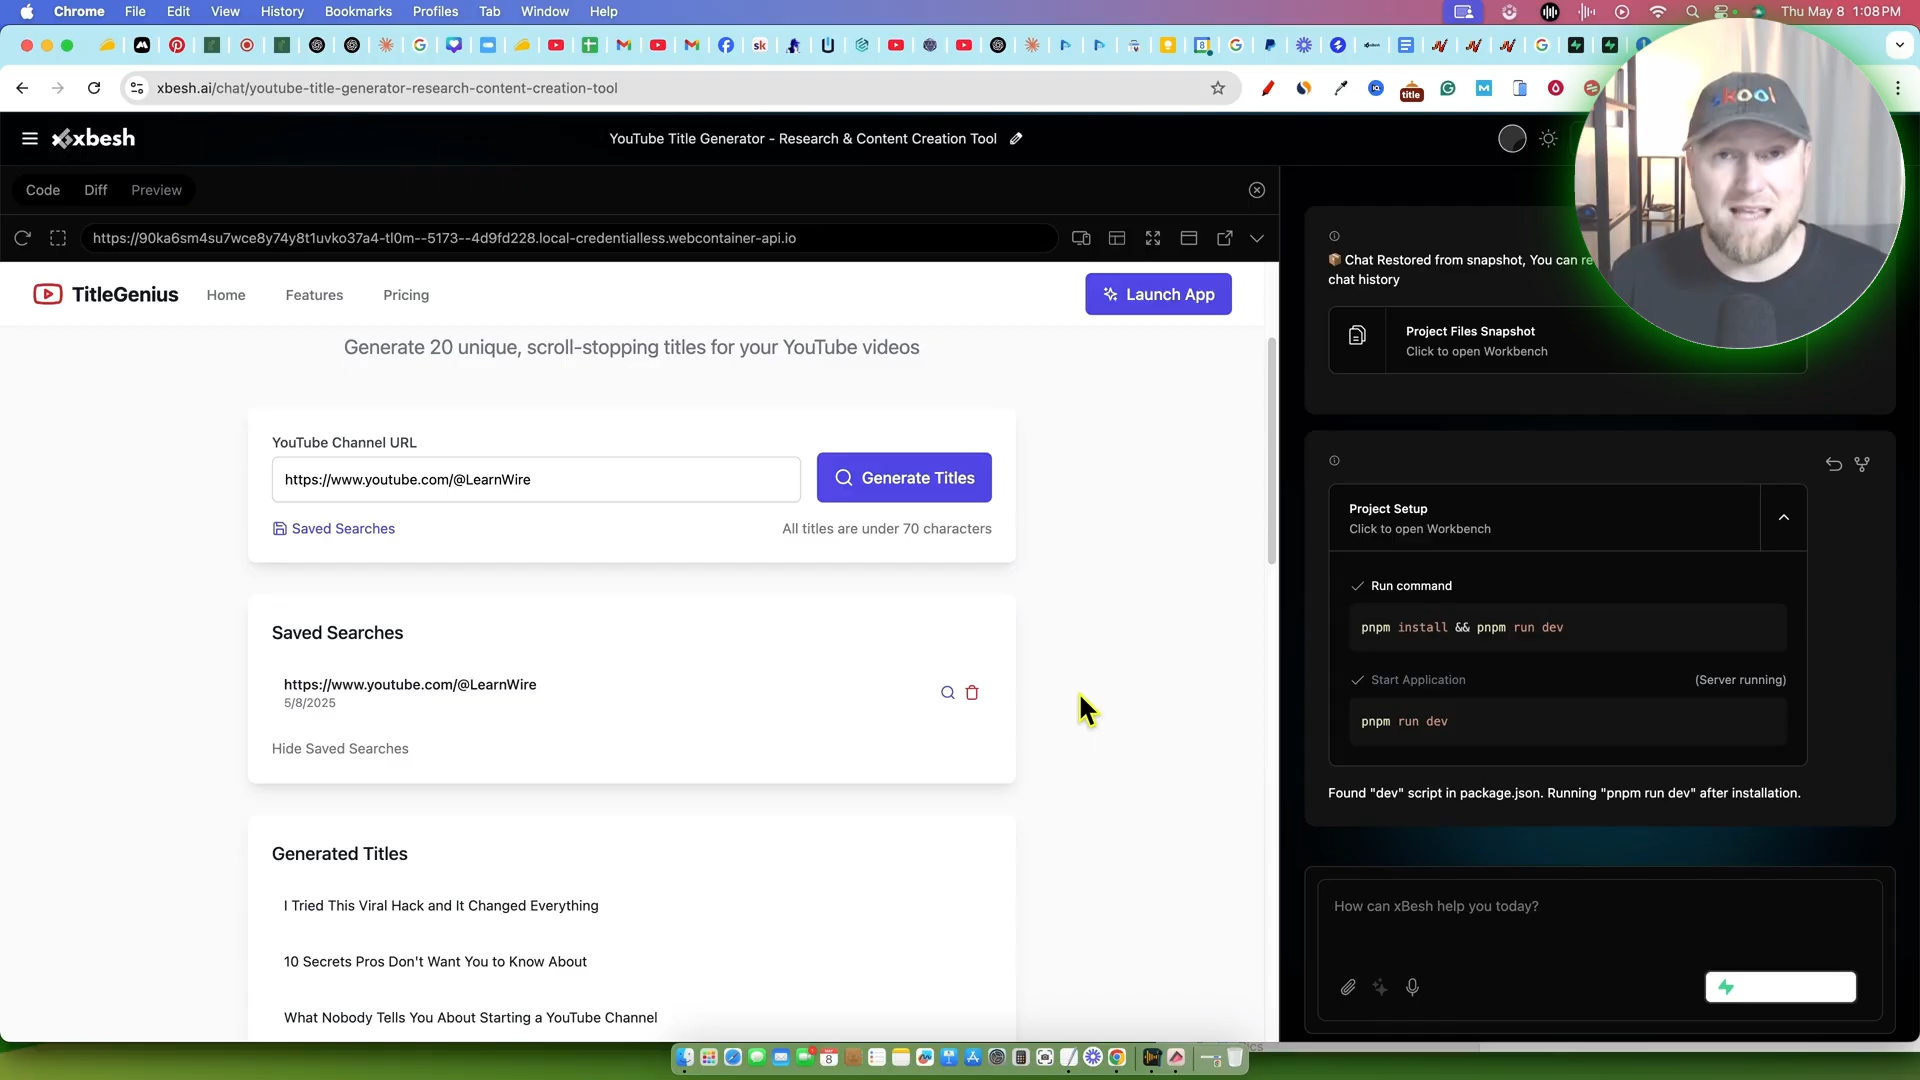 Chrome File Edit View History Bookmarks Profiles Tab Window Help
Thu May 8 1:08 PM
xbesh.ai/chat/youtube-title-generator-research-content-creation-tool
title
xbesh
YouTube Title Generator - Research & Content Creation Tool
Code Diff Preview
https://90ka6sm4su7wce8y74y8t1uvko37a4-tl0m--5173--4d9fd228.local-credentialless.webcontainer-api.io
TitleGenius Home Features Pricing Launch App
Generate 20 unique, scroll-stopping titles for your YouTube videos
YouTube Channel URL
https://www.youtube.com/@LearnWire
Generate Titles
Saved Searches
All titles are under 70 characters
Saved Searches
https://www.youtube.com/@LearnWire
5/8/2025
Hide Saved Searches
Generated Titles
I Tried This Viral Hack and It Changed Everything
10 Secrets Pros Don't Want You to Know About
What Nobody Tells You About Starting a YouTube Channel
skool
Chat Restored from snapshot, You can re
chat history
Project Files Snapshot
Click to open Workbench
Project Setup
Click to open Workbench
Run command
pnpm install && pnpm run dev
Start Application (Server running)
pnpm run dev
Found "dev" script in package.json. Running "pnpm run dev" after installation.
How can xBesh help you today?